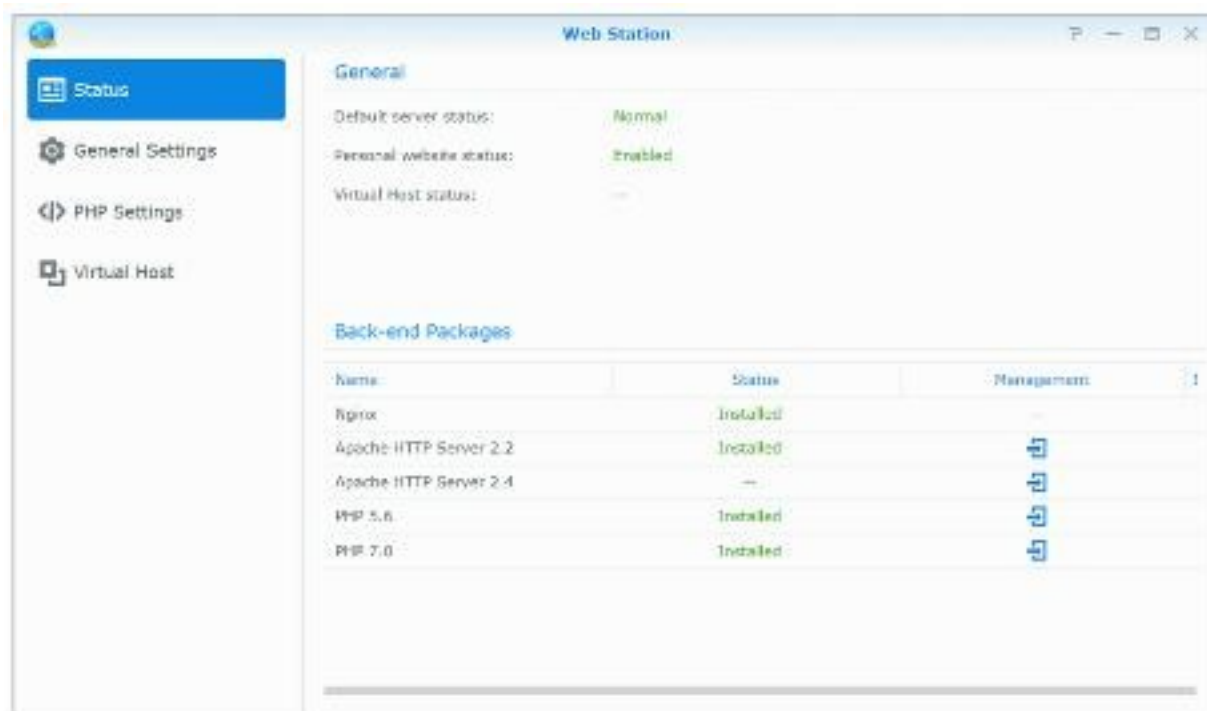 Web Station
? — X
Status
General Settings
PHP Settings
Virtual Host
General
Default server status: Normal
Personal website status: Enabled
Virtual Host status: —
Back-end Packages
Name Status Management
Nginx Installed —
Apache HTTP Server 2.2 Installed
Apache HTTP Server 2.4 —
PHP 5.6 Installed
PHP 7.0 Installed